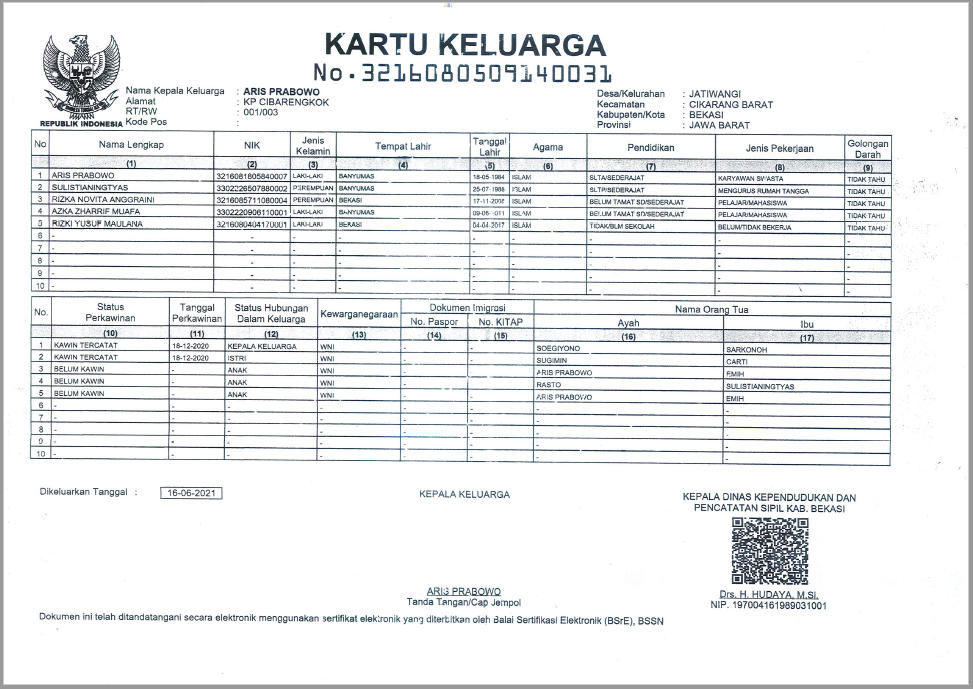 KARTU KELUARGA
No.3216080509140031
REPUBLIK INDONESIA
Nama Kepala Keluarga : ARIS PRABOWO
Alamat : KP CIBARENGKOK
RT/RW : 001/003
Kode Pos :
Desa/Kelurahan : JATIWANGI
Kecamatan : CIKARANG BARAT
Kabupaten/Kota : BEKASI
Provinsi : JAWA BARAT
No Nama Lengkap NIK Jenis Kelamin Tempat Lahir Tanggal Lahir Agama Pendidikan Jenis Pekerjaan Golongan Darah
(1) (2) (3) (4) (5) (6) (7) (8) (9)
1 ARIS PRABOWO 3216081805840007 LAKI-LAKI BANYUMAS 18-05-1984 ISLAM SLTA/SEDERAJAT KARYAWAN SWASTA TIDAK TAHU
2 SULISTIANINGTYAS 3302226507880002 PEREMPUAN BANYUMAS 25-07-1988 ISLAM SLTP/SEDERAJAT MENGURUS RUMAH TANGGA TIDAK TAHU
3 RIZKA NOVITA ANGGRAINI 3216085711080004 PEREMPUAN BEKASI ISLAM BELUM TAMAT SD/SEDERAJAT PELAJAR/MAHASISWA TIDAK TAHU
4 AZKA ZHARRIF MUAFA 3302220906110001 LAKI-LAKI BANYUMAS ISLAM BELUM TAMAT SD/SEDERAJAT PELAJAR/MAHASISWA TIDAK TAHU
5 RIZKI YUSUF MAULANA 3216080404170001 LAKI-LAKI BEKASI 04-04-2017 ISLAM TIDAK/BLM SEKOLAH BELUM/TIDAK BEKERJA TIDAK TAHU
6 - - - - - - - -
7 - - - - - - - -
8 - - - - - - - -
9 - - - - - - - -
10 - - - - - - - -
No. Status Perkawinan Tanggal Perkawinan Status Hubungan Dalam Keluarga Kewarganegaraan Dokumen Imigrasi Nama Orang Tua
No. Paspor No. KITAP Ayah Ibu
(10) (11) (12) (13) (14) (15) (16) (17)
1 KAWIN TERCATAT 18-12-2020 KEPALA KELUARGA WNI - - SOEGIYONO SARKONOH
2 KAWIN TERCATAT 18-12-2020 ISTRI WNI - - SUGIMIN CARTI
3 BELUM KAWIN - ANAK WNI - - ARIS PRABOWO EMIH
4 BELUM KAWIN - ANAK WNI - - RASTO SULISTIANINGTYAS
5 BELUM KAWIN - ANAK WNI - - ARIS PRABOWO EMIH
6 - - - - - - - -
7 - - - - - - - -
8 - - - - - - - -
9 - - - - - - - -
10 - - - - - - - -
Dikeluarkan Tanggal : 16-06-2021
KEPALA KELUARGA
ARIS PRABOWO
Tanda Tangan/Cap Jempol
KEPALA DINAS KEPENDUDUKAN DAN
PENCATATAN SIPIL KAB. BEKASI
Drs. H. HUDAYA, M.Si.
NIP. 197004161989031001
Dokumen ini telah ditandatangani secara elektronik menggunakan sertifikat elektronik yang diterbitkan oleh Balai Sertifikasi Elektronik (BSrE), BSSN